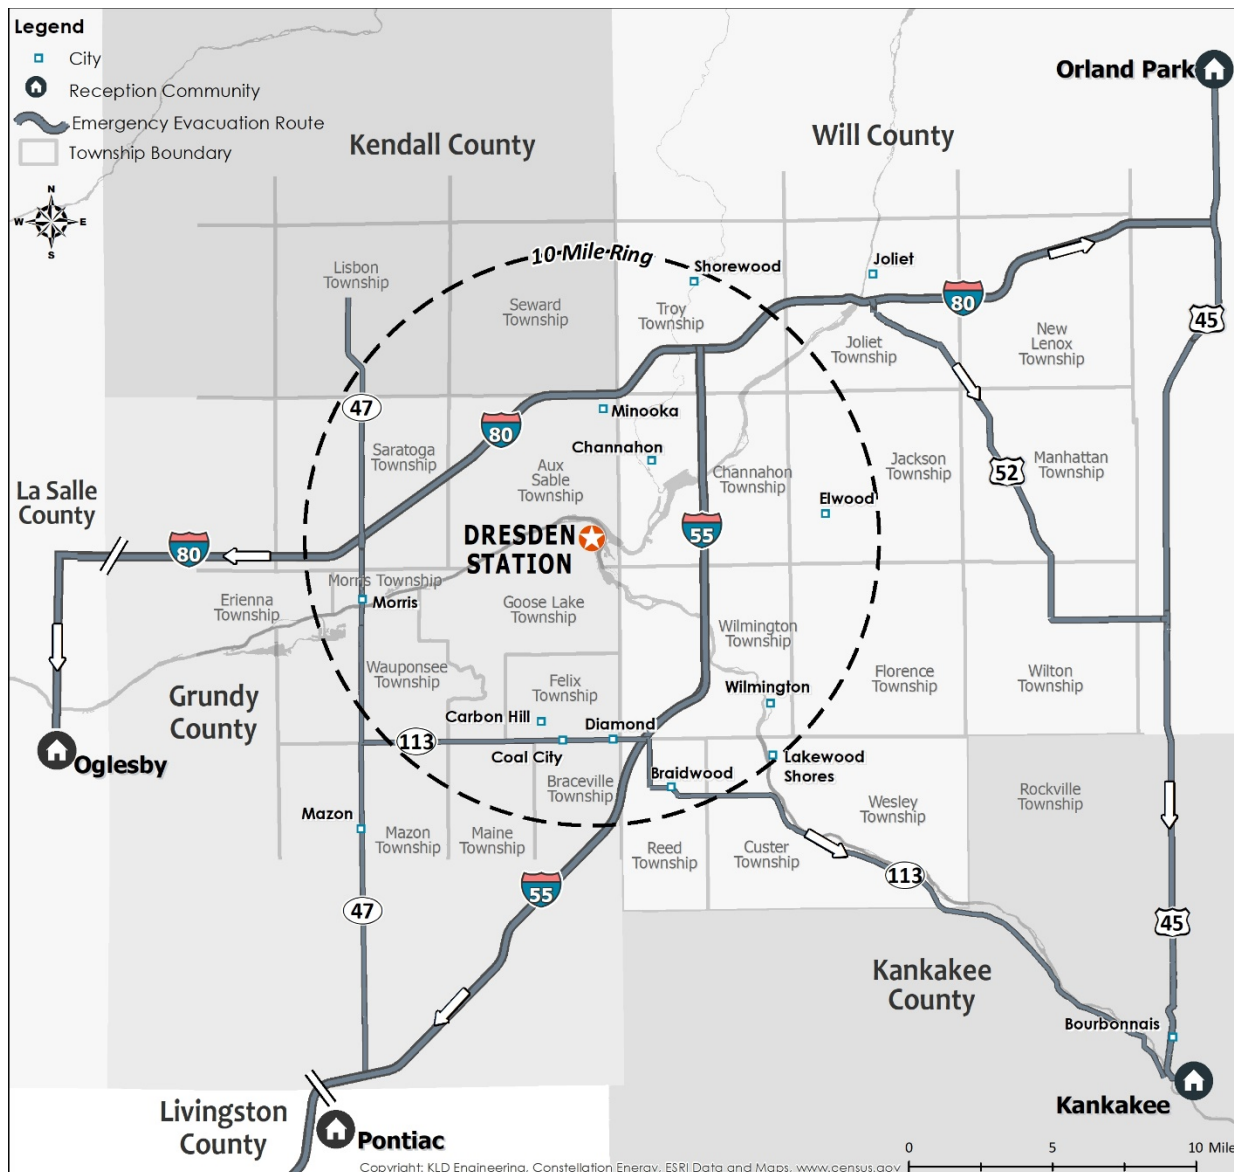 Legend
City
Reception Community
Emergency Evacuation Route
Township Boundary
N
W
E
S
Orland Park
Kendall County
Will County
10 Mile Ring
Lisbon
Township
Seward
Township
Shorewood
Troy
Township
Joliet
80
45
New
Lenox
Township
Joliet
Township
47
Minooka
80
Saratoga
Township
Channahon
Aux
Sable
Township
Channahon
Township
Jackson
Township
Manhattan
Township
52
La Salle
County
Elwood
DRESDEN
STATION
55
80
Morris Township
Erienna
Township
Morris
Goose Lake
Township
Wilmington
Township
Wauponsee
Township
Felix
Township
Florence
Township
Wilton
Township
Grundy
County
Wilmington
Carbon Hill
Diamond
113
Coal City
Oglesby
Lakewood
Shores
Braidwood
Braceville
Township
Rockville
Township
Wesley
Township
Mazon
Mazon
Township
Maine
Township
Reed
Township
Custer
Township
113
55
47
45
Kankakee
County
Bourbonnais
Livingston
County
Pontiac
Kankakee
0
5
10 Mile
Copyright: KLD Engineering, Constellation Energy, ESRI Data and Maps, www.census.gov